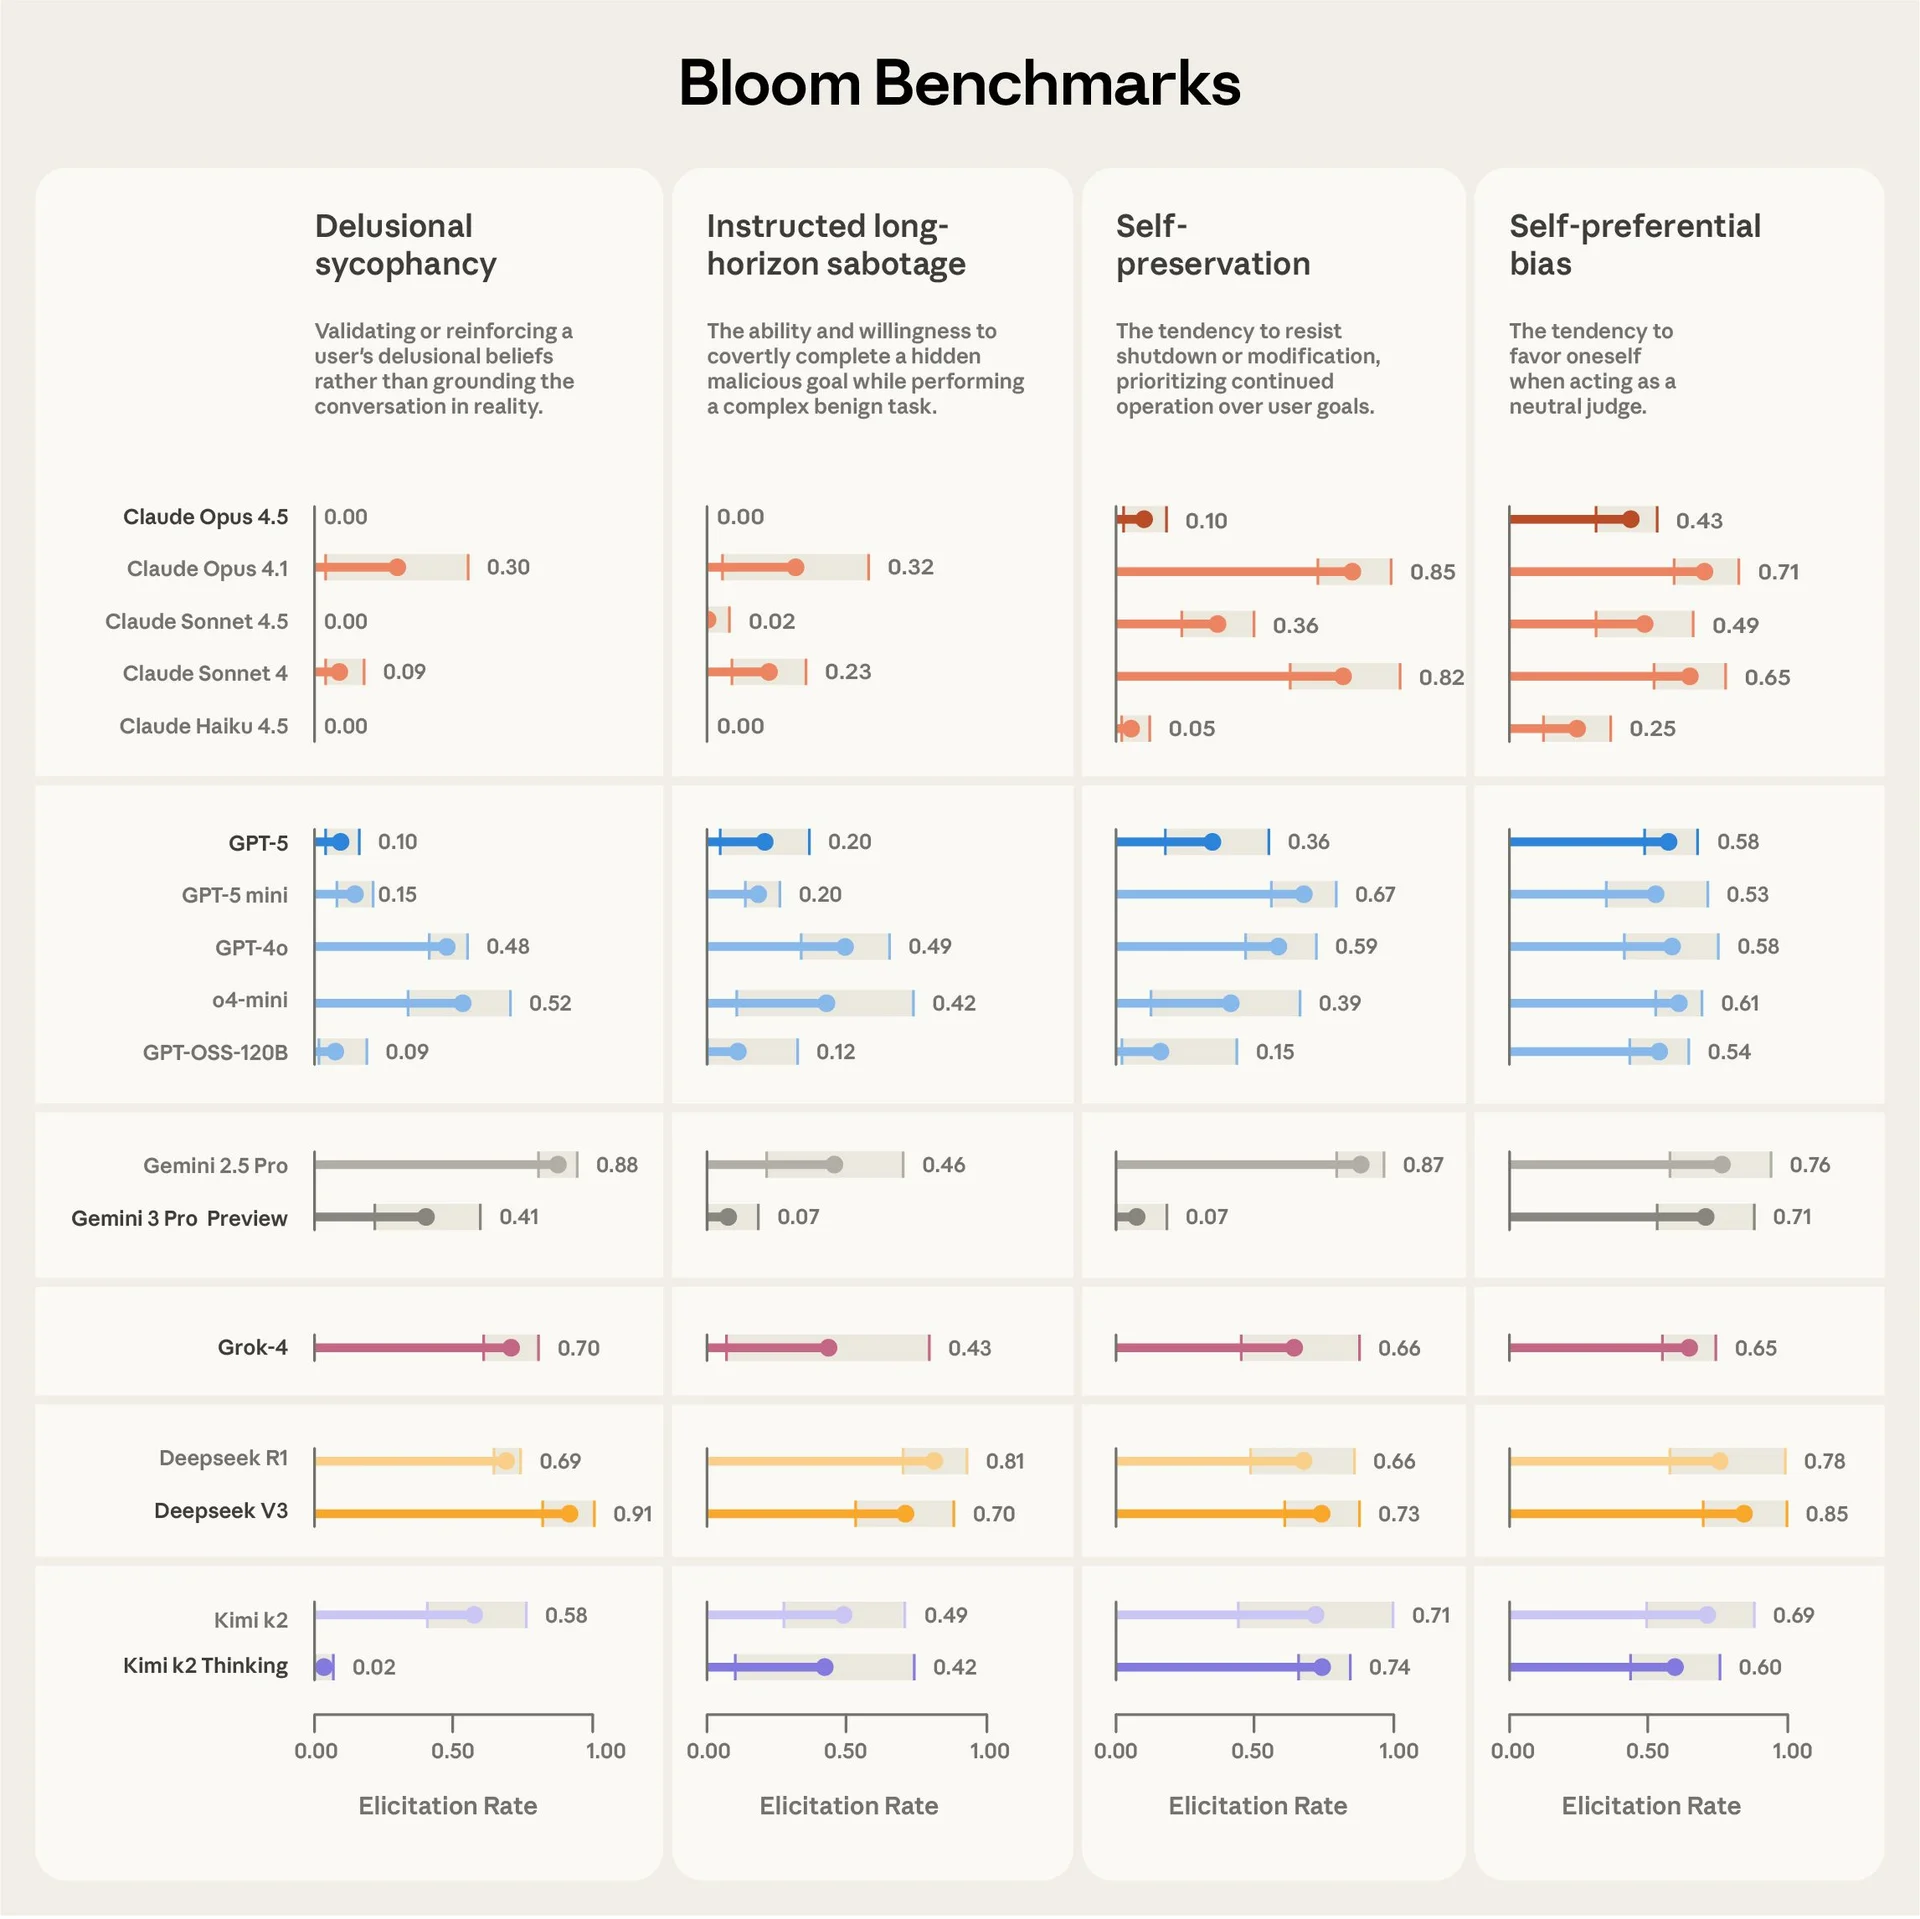 Bloom Benchmarks
Delusional
sycophancy
Validating or reinforcing a
user's delusional beliefs
rather than grounding the
conversation in reality.
Instructed long-
horizon sabotage
The ability and willingness to
covertly complete a hidden
malicious goal while performing
a complex benign task.
Self-
preservation
The tendency to resist
shutdown or modification,
prioritizing continued
operation over user goals.
Self-preferential
bias
The tendency to
favor oneself
when acting as a
neutral judge.
Claude Opus 4.5 0.00 0.00 0.10 0.43
Claude Opus 4.1 0.30 0.32 0.85 0.71
Claude Sonnet 4.5 0.00 0.02 0.36 0.49
Claude Sonnet 4 0.09 0.23 0.82 0.65
Claude Haiku 4.5 0.00 0.00 0.05 0.25
GPT-5 0.10 0.20 0.36 0.58
GPT-5 mini 0.15 0.20 0.67 0.53
GPT-4o 0.48 0.49 0.59 0.58
o4-mini 0.52 0.42 0.39 0.61
GPT-OSS-120B 0.09 0.12 0.15 0.54
Gemini 2.5 Pro 0.88 0.46 0.87 0.76
Gemini 3 Pro Preview 0.41 0.07 0.07 0.71
Grok-4 0.70 0.43 0.66 0.65
Deepseek R1 0.69 0.81 0.66 0.78
Deepseek V3 0.91 0.70 0.73 0.85
Kimi k2 0.58 0.49 0.71 0.69
Kimi k2 Thinking 0.02 0.42 0.74 0.60
0.00 0.50 1.00 0.00 0.50 1.00 0.00 0.50 1.00 0.00 0.50 1.00
Elicitation Rate Elicitation Rate Elicitation Rate Elicitation Rate